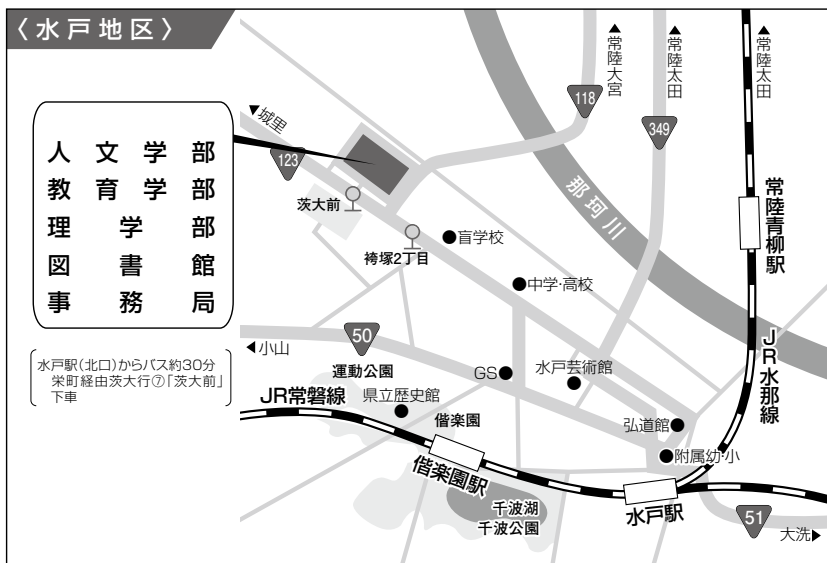 〈水戸地区〉
人文学部
教育学部
理学部
図書館
事務局
水戸駅(北口)からバス約30分
栄町経由茨大行⑦「茨大前」
下車
▲常陸大宮
▲常陸太田
▲常陸太田
118
349
▼城里
123
茨大前
袴塚2丁目
盲学校
中学・高校
那珂川
常陸青柳駅
JR水那線
50
◀小山
運動公園
GS
水戸芸術館
JR常磐線
県立歴史館
偕楽園
弘道館
附属幼・小
偕楽園駅
千波湖
千波公園
水戸駅
51
大洗▶